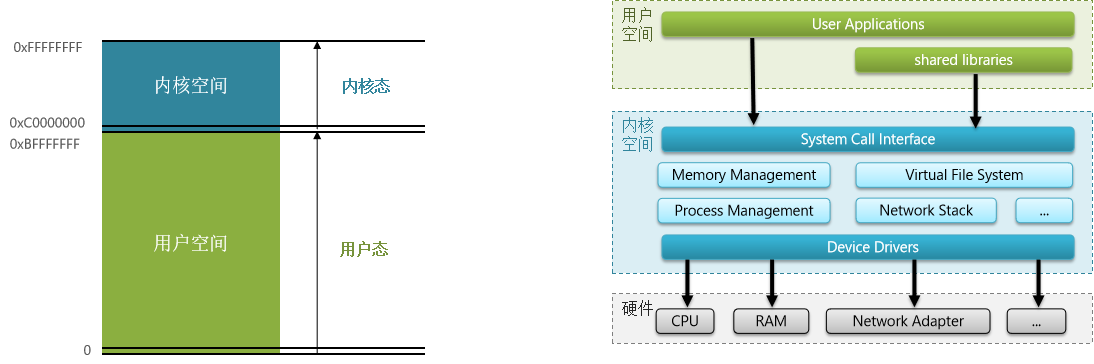 0xFFFFFFFF
内核空间
内核态
0xC0000000
0xBFFFFFFF
用户空间
用户态
0
用户
空间
User Applications
shared libraries
内核
空间
System Call Interface
Memory Management
Virtual File System
Process Management
Network Stack
...
Device Drivers
硬件
CPU
RAM
Network Adapter
...